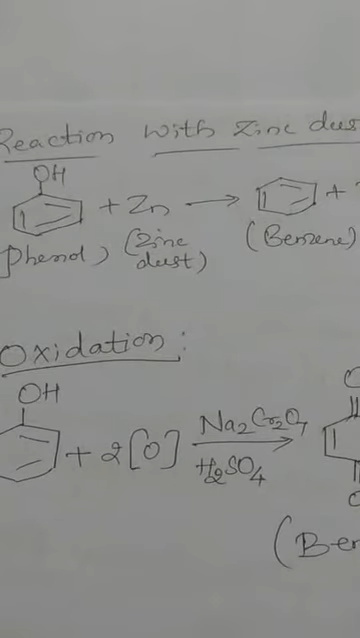 Reaction with Zinc dus
OH
+ Zn → +
Phenol) (Zinc dust) (Benzene)
Oxidation :
OH
+ 2[O] Na2Cr2O7
H2SO4
O
O
(Ben